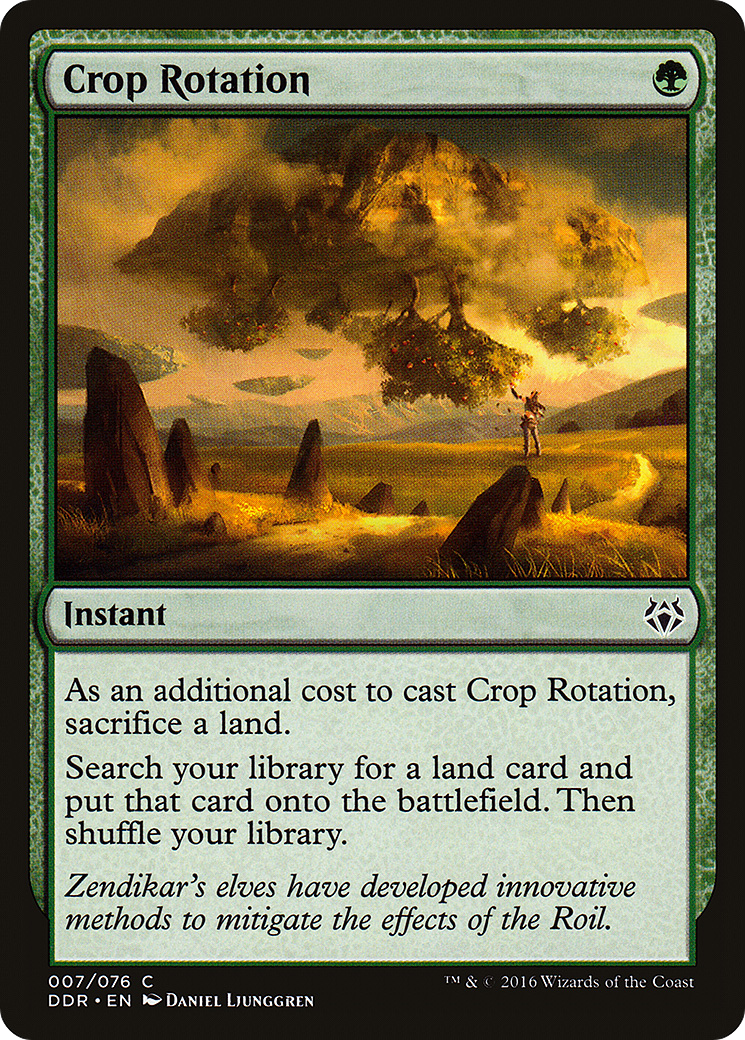 Crop Rotation
Instant
As an additional cost to cast Crop Rotation,
sacrifice a land.
Search your library for a land card and
put that card onto the battlefield. Then
shuffle your library.
Zendikar's elves have developed innovative
methods to mitigate the effects of the Roil.
007/076 C
DDR • EN Daniel Ljunggren
™ & © 2016 Wizards of the Coast